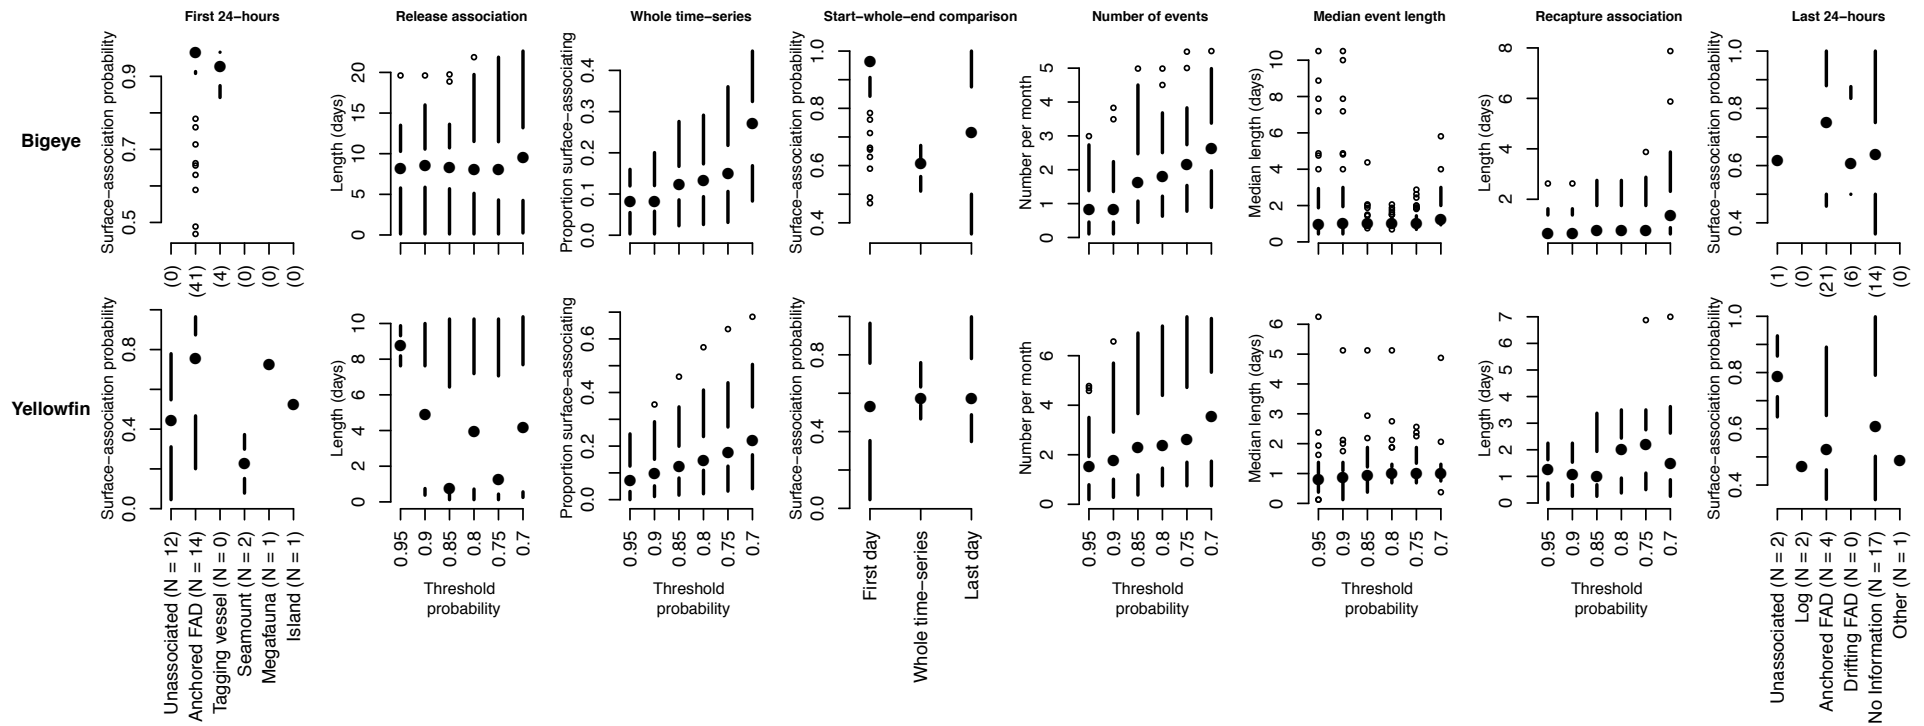 First 24−hours
Release association
Whole time−series
Start−whole−end comparison
Number of events
Median event length
Recapture association
Last 24−hours
Bigeye
Surface−association probability
0.5
0.7
0.9
(0)
(41)
(4)
(0)
(0)
(0)
Length (days)
0
5
10
15
20
Proportion surface−associating
0.0
0.1
0.2
0.3
0.4
Surface−association probability
0.4
0.6
0.8
1.0
Number per month
0
1
2
3
4
5
Median length (days)
0
2
4
6
8
10
Length (days)
2
4
6
8
Surface−association probability
0.4
0.6
0.8
1.0
(1)
(0)
(21)
(6)
(14)
(0)
Yellowfin
Surface−association probability
0.0
0.4
0.8
Unassociated (N = 12)
Anchored FAD (N = 14)
Tagging vessel (N = 0)
Seamount (N = 2)
Megafauna (N = 1)
Island (N = 1)
Length (days)
0
2
4
6
8
10
0.95
0.9
0.85
0.8
0.75
0.7
Threshold
probability
Proportion surface−associating
0.0
0.2
0.4
0.6
0.95
0.9
0.85
0.8
0.75
0.7
Threshold
probability
Surface−association probability
0.0
0.4
0.8
First day
Whole time−series
Last day
Number per month
0
2
4
6
0.95
0.9
0.85
0.8
0.75
0.7
Threshold
probability
Median length (days)
0
1
2
3
4
5
6
0.95
0.9
0.85
0.8
0.75
0.7
Threshold
probability
Length (days)
0
1
2
3
4
5
6
7
0.95
0.9
0.85
0.8
0.75
0.7
Threshold
probability
Surface−association probability
0.4
0.6
0.8
1.0
Unassociated (N = 2)
Log (N = 2)
Anchored FAD (N = 4)
Drifting FAD (N = 0)
No Information (N = 17)
Other (N = 1)